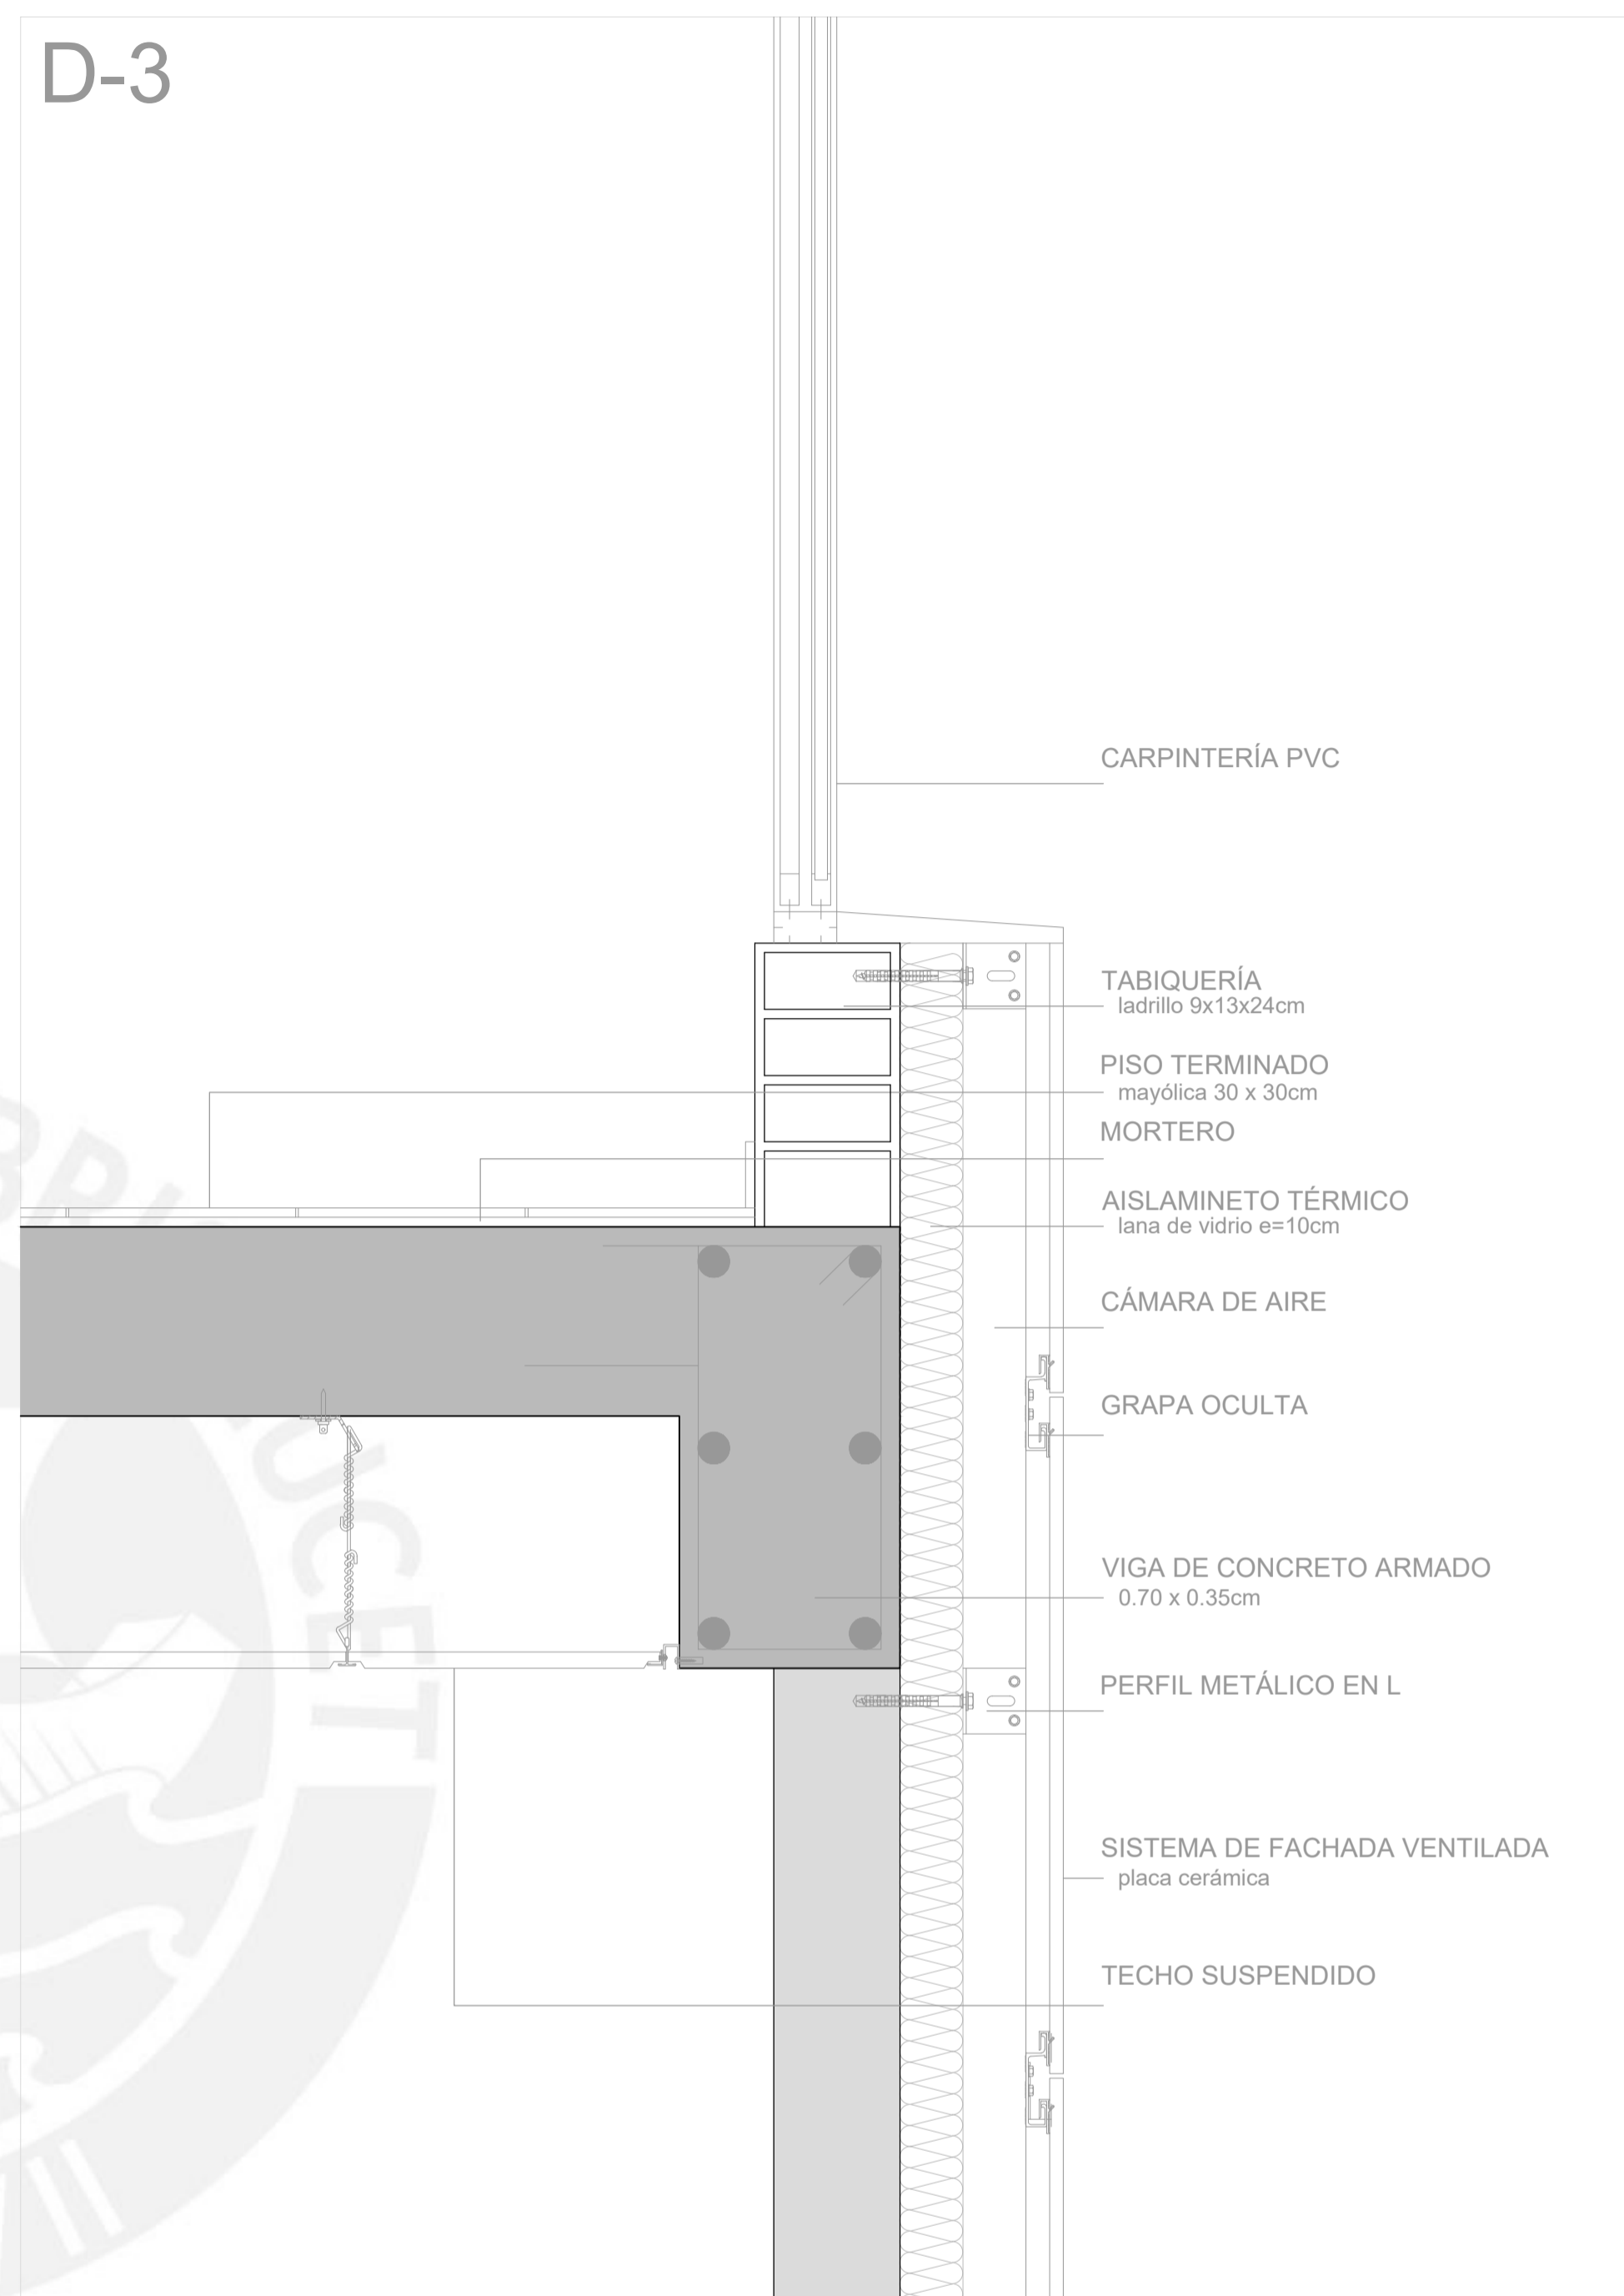 D-3
CARPINTERÍA PVC
TABIQUERÍA
ladrillo 9x13x24cm
PISO TERMINADO
mayólica 30 x 30cm
MORTERO
AISLAMINETO TÉRMICO
lana de vidrio e=10cm
CÁMARA DE AIRE
GRAPA OCULTA
VIGA DE CONCRETO ARMADO
0.70 x 0.35cm
PERFIL METÁLICO EN L
SISTEMA DE FACHADA VENTILADA
placa cerámica
TECHO SUSPENDIDO